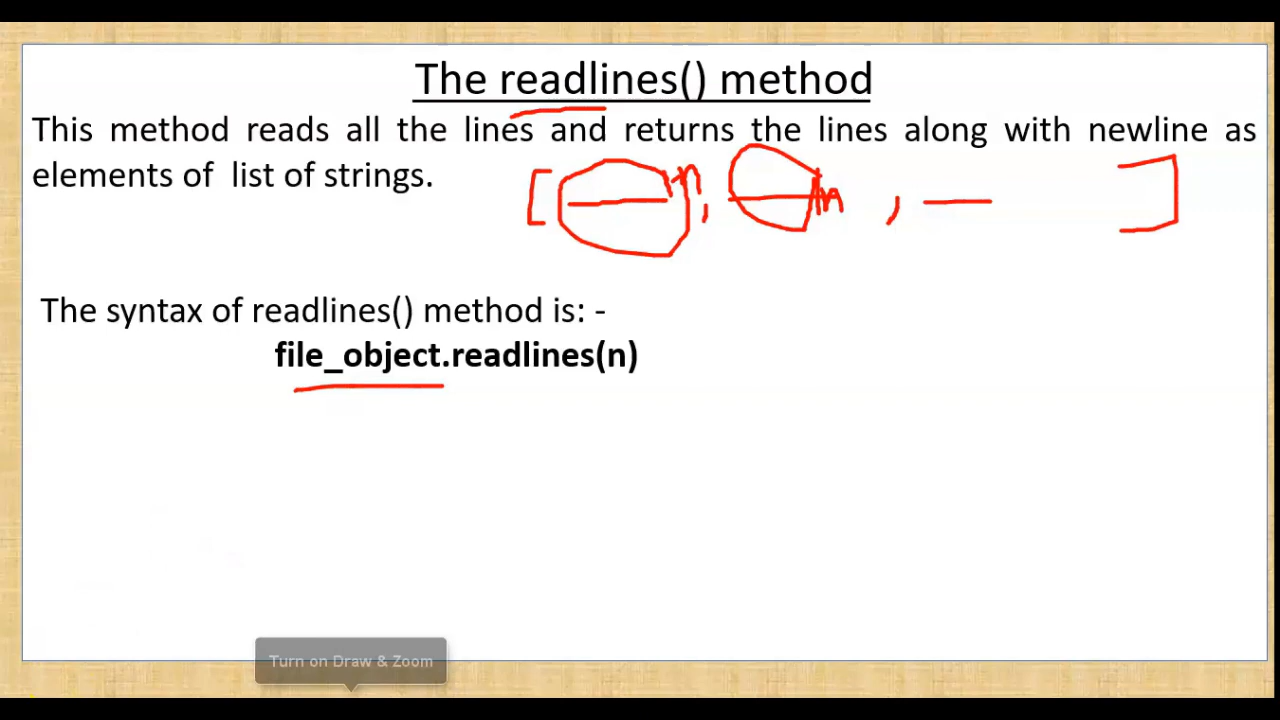 The readlines() method
This method reads all the lines and returns the lines along with newline as
elements of list of strings.
[ \n, \n , ]
The syntax of readlines() method is: -
file_object.readlines(n)
Turn on Draw & Zoom